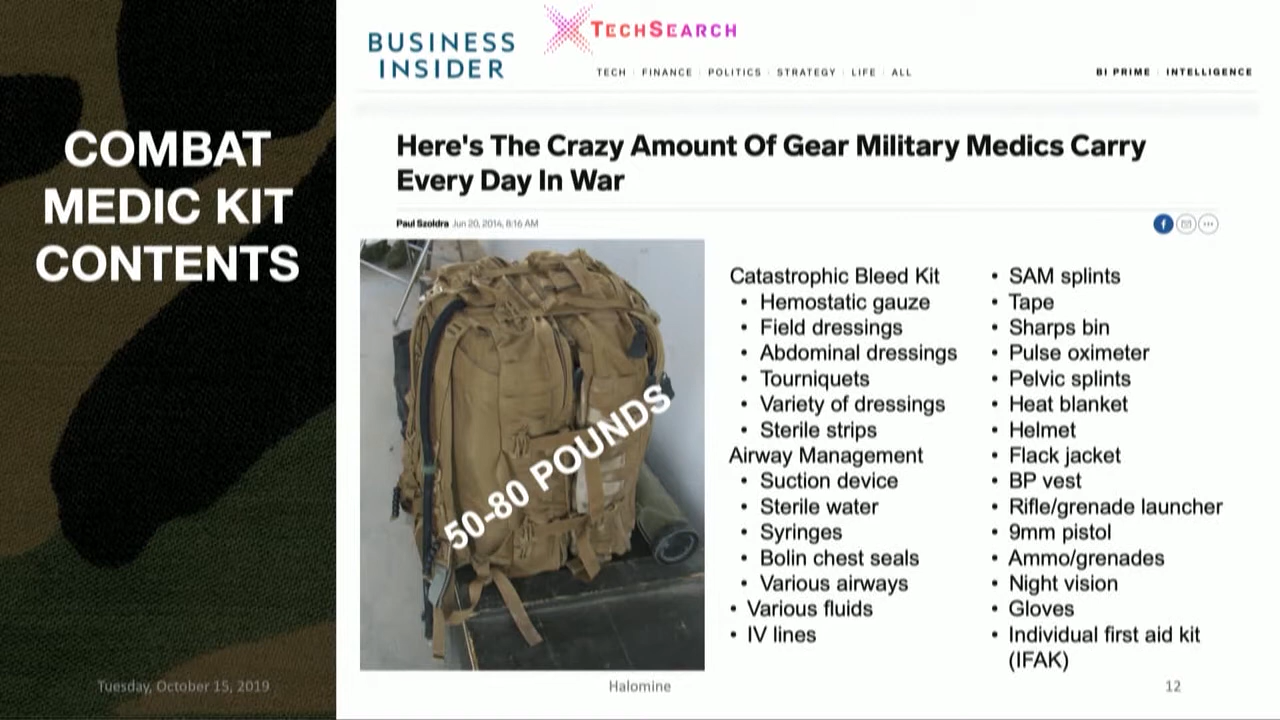 COMBAT
MEDIC KIT
CONTENTS
BUSINESS
INSIDER
TECHSEARCH
TECH FINANCE POLITICS STRATEGY LIFE ALL
BI PRIME INTELLIGENCE
Here's The Crazy Amount Of Gear Military Medics Carry
Every Day In War
Paul Szoldra Jun 20, 2014, 8:16 AM
f
50-80 POUNDS
Catastrophic Bleed Kit
• Hemostatic gauze
• Field dressings
• Abdominal dressings
• Tourniquets
• Variety of dressings
• Sterile strips
Airway Management
• Suction device
• Sterile water
• Syringes
• Bolin chest seals
• Various airways
• Various fluids
• IV lines
• SAM splints
• Tape
• Sharps bin
• Pulse oximeter
• Pelvic splints
• Heat blanket
• Helmet
• Flack jacket
• BP vest
• Rifle/grenade launcher
• 9mm pistol
• Ammo/grenades
• Night vision
• Gloves
• Individual first aid kit
(IFAK)
Tuesday, October 15, 2019
Halomine
12